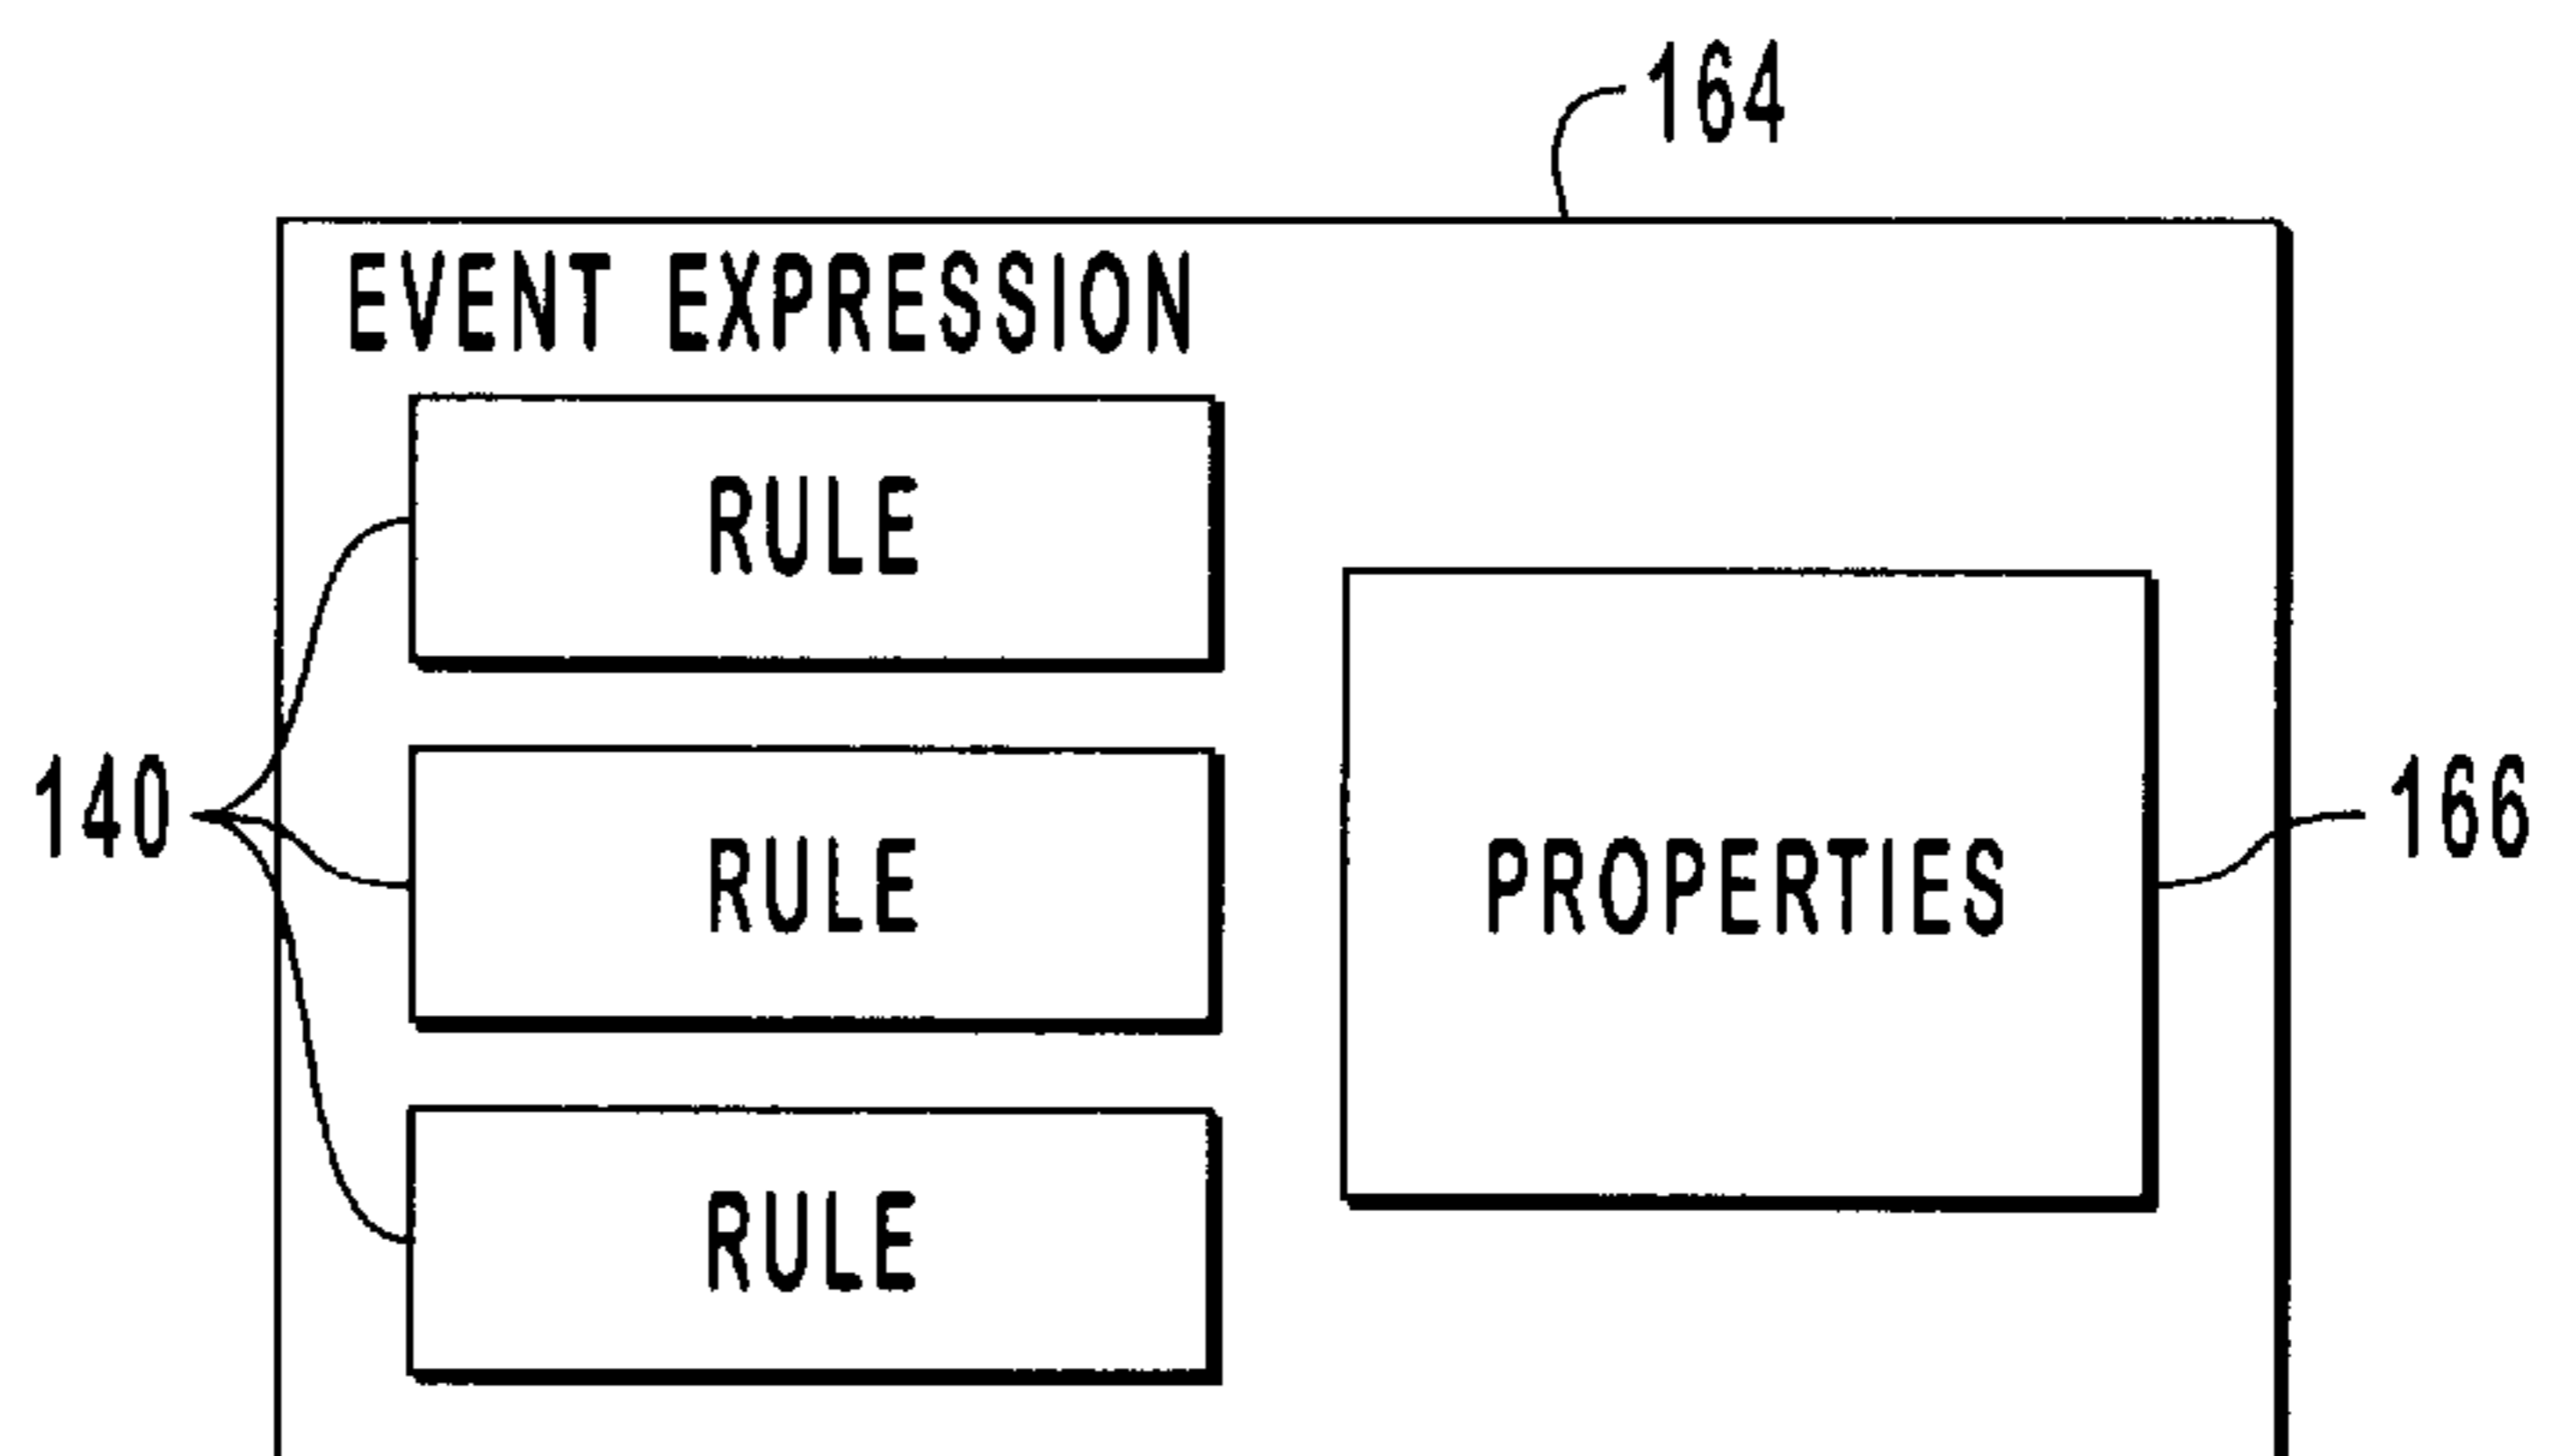 164
EVENT EXPRESSION
RULE
140
RULE
PROPERTIES
166
RULE